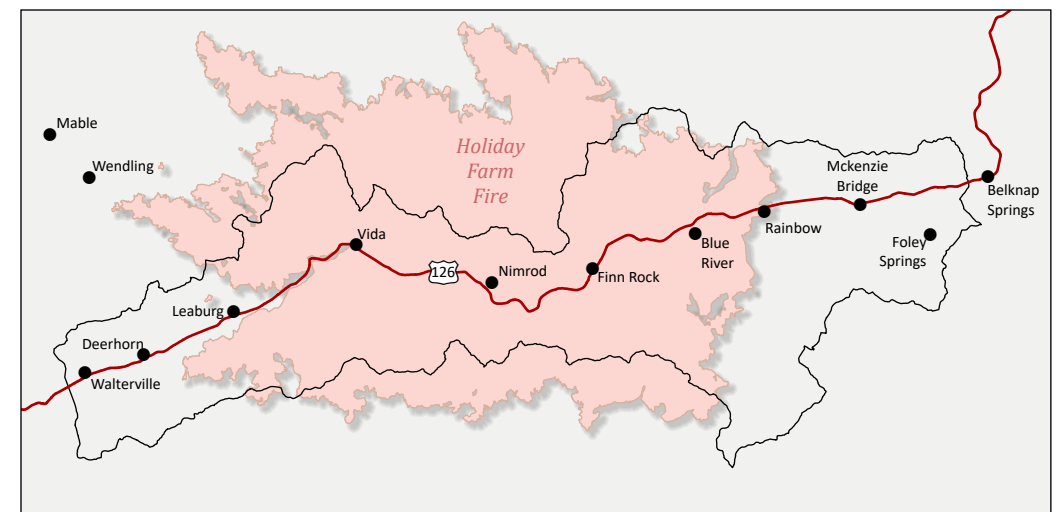 Holiday
Farm
Fire
Mable
Wendling
Mckenzie
Bridge
Belknap
Springs
Rainbow
Foley
Springs
Blue
River
Vida
126
Nimrod
Finn Rock
Leaburg
Deerhorn
Walterville